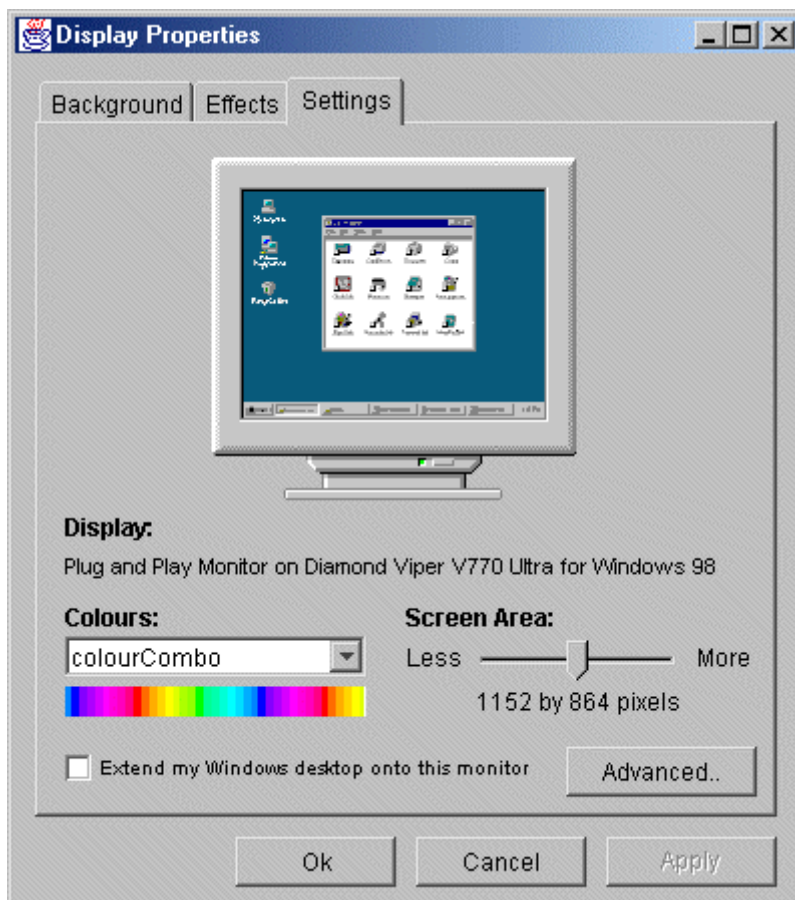 Display Properties
Background Effects Settings
Display:
Plug and Play Monitor on Diamond Viper V770 Ultra for Windows 98
Colours:
Screen Area:
colourCombo
Less More
1152 by 864 pixels
Extend my Windows desktop onto this monitor
Advanced..
Ok Cancel Apply